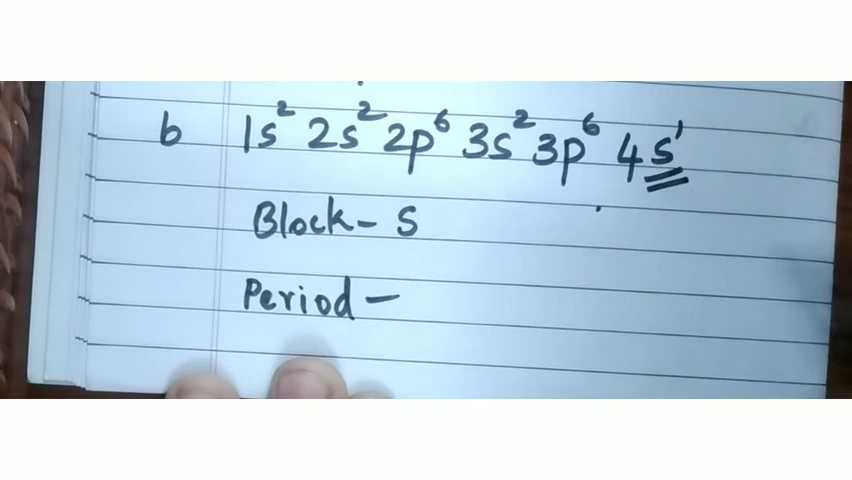 b 1s² 2s² 2p⁶ 3s² 3p⁶ 4s¹
Block - S
Period -